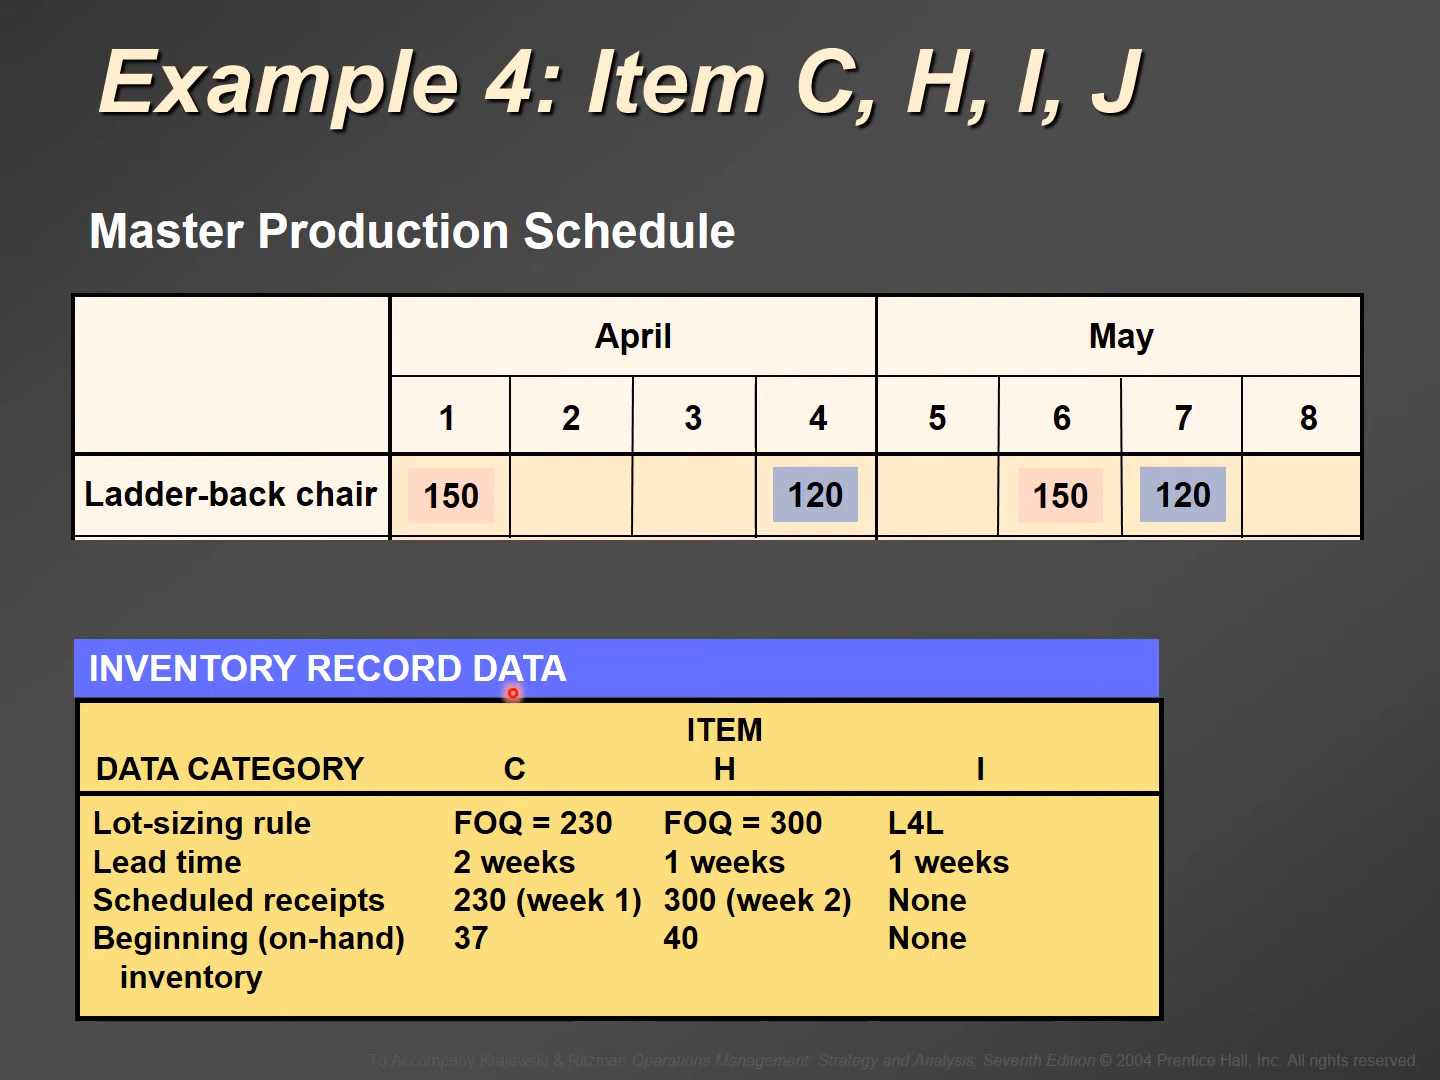 Example 4: Item C, H, I, J
Master Production Schedule
April May
1 2 3 4 5 6 7 8
Ladder-back chair 150 120 150 120
INVENTORY RECORD DATA
ITEM
DATA CATEGORY C H I
Lot-sizing rule FOQ = 230 FOQ = 300 L4L
Lead time 2 weeks 1 weeks 1 weeks
Scheduled receipts 230 (week 1) 300 (week 2) None
Beginning (on-hand) 37 40 None
inventory
To Accompany Krajewski & Ritzman Operations Management: Strategy and Analysis, Seventh Edition © 2004 Prentice Hall, Inc. All rights reserved